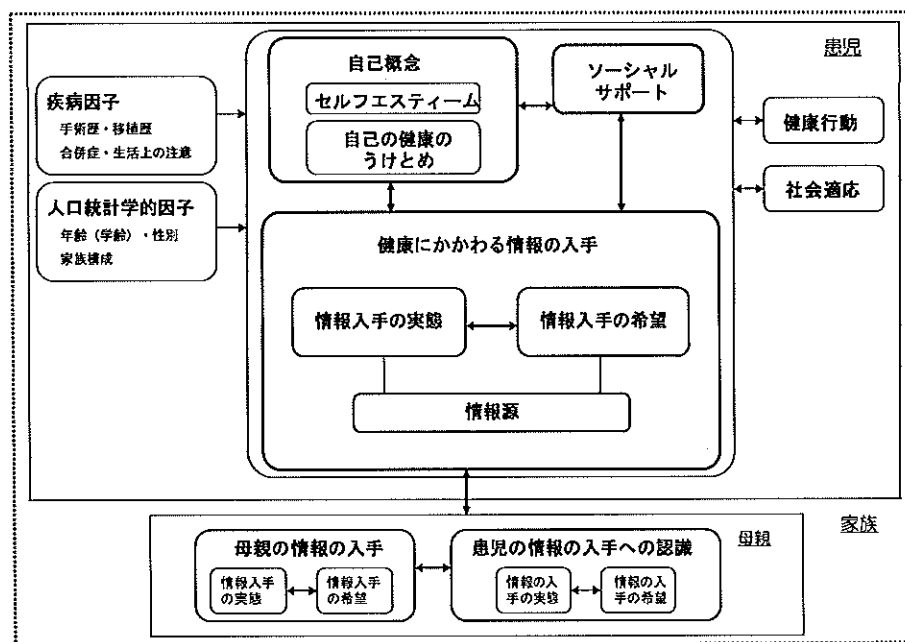 患児
自己概念
セルフエスティーム
自己の健康の
うけとめ
ソーシャル
サポート
疾病因子
手術歴・移植歴
合併症・生活上の注意
人口統計学的因子
年齢（学齢）・性別
家族構成
健康行動
社会適応
健康にかかわる情報の入手
情報入手の実態
情報入手の希望
情報源
家族
母親
母親の情報の入手
情報入手
の実態
情報入手
の希望
患児の情報の入手への認識
情報の入
手の実態
情報の入
手の希望